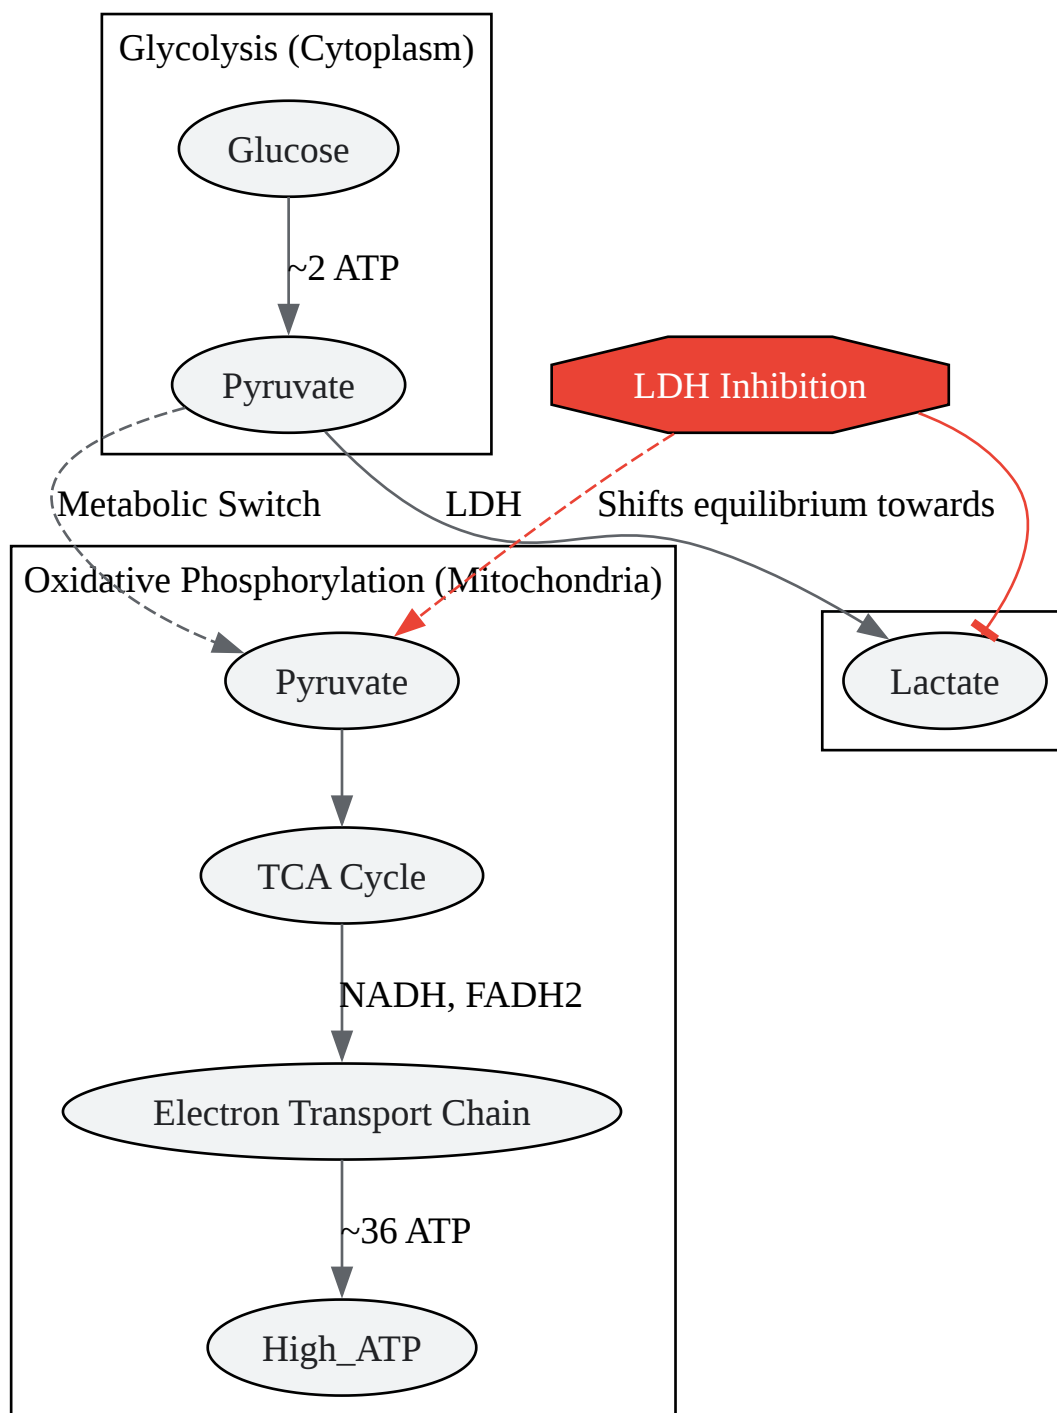 Glycolysis (Cytoplasm)
Glucose
~2 ATP
Pyruvate
LDH Inhibition
Metabolic Switch
LDH
Shifts equilibrium towards
Oxidative Phosphorylation (Mitochondria)
Pyruvate
Lactate
TCA Cycle
NADH, FADH2
Electron Transport Chain
~36 ATP
High_ATP